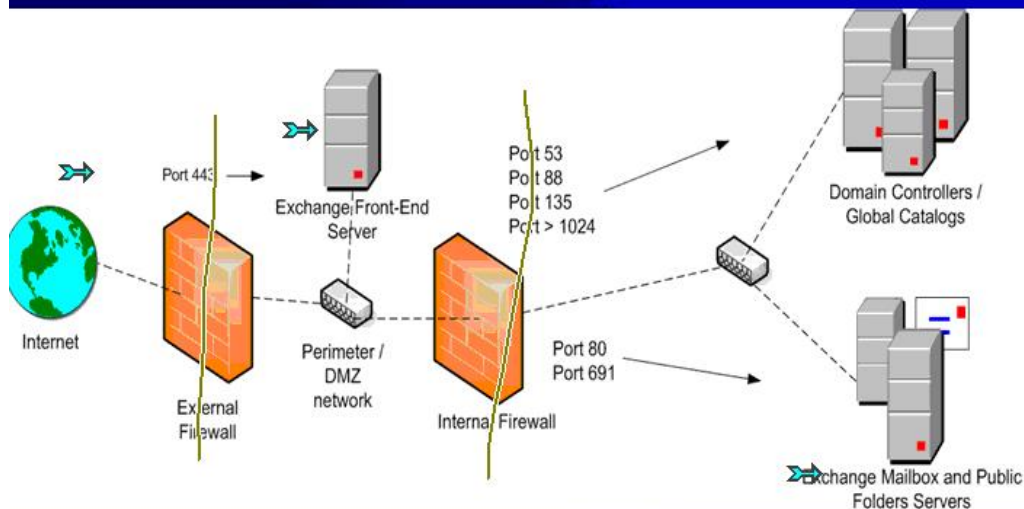 Port 443
Exchange Front-End
Server
Port 53
Port 88
Port 135
Port > 1024
Domain Controllers /
Global Catalogs
Internet
External
Firewall
Perimeter /
DMZ
network
Internal Firewall
Port 80
Port 691
Exchange Mailbox and Public
Folders Servers